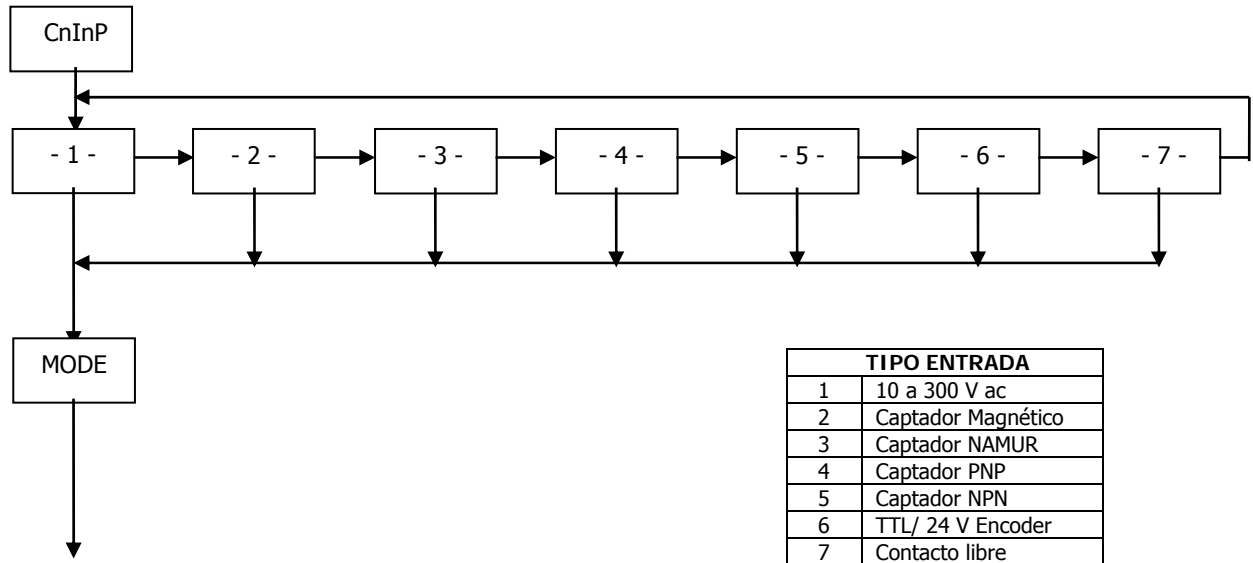 CnInP
- 1 -
- 2 -
- 3 -
- 4 -
- 5 -
- 6 -
- 7 -
MODE
TIPO ENTRADA
1 10 a 300 V ac
2 Captador Magnético
3 Captador NAMUR
4 Captador PNP
5 Captador NPN
6 TTL/ 24 V Encoder
7 Contacto libre